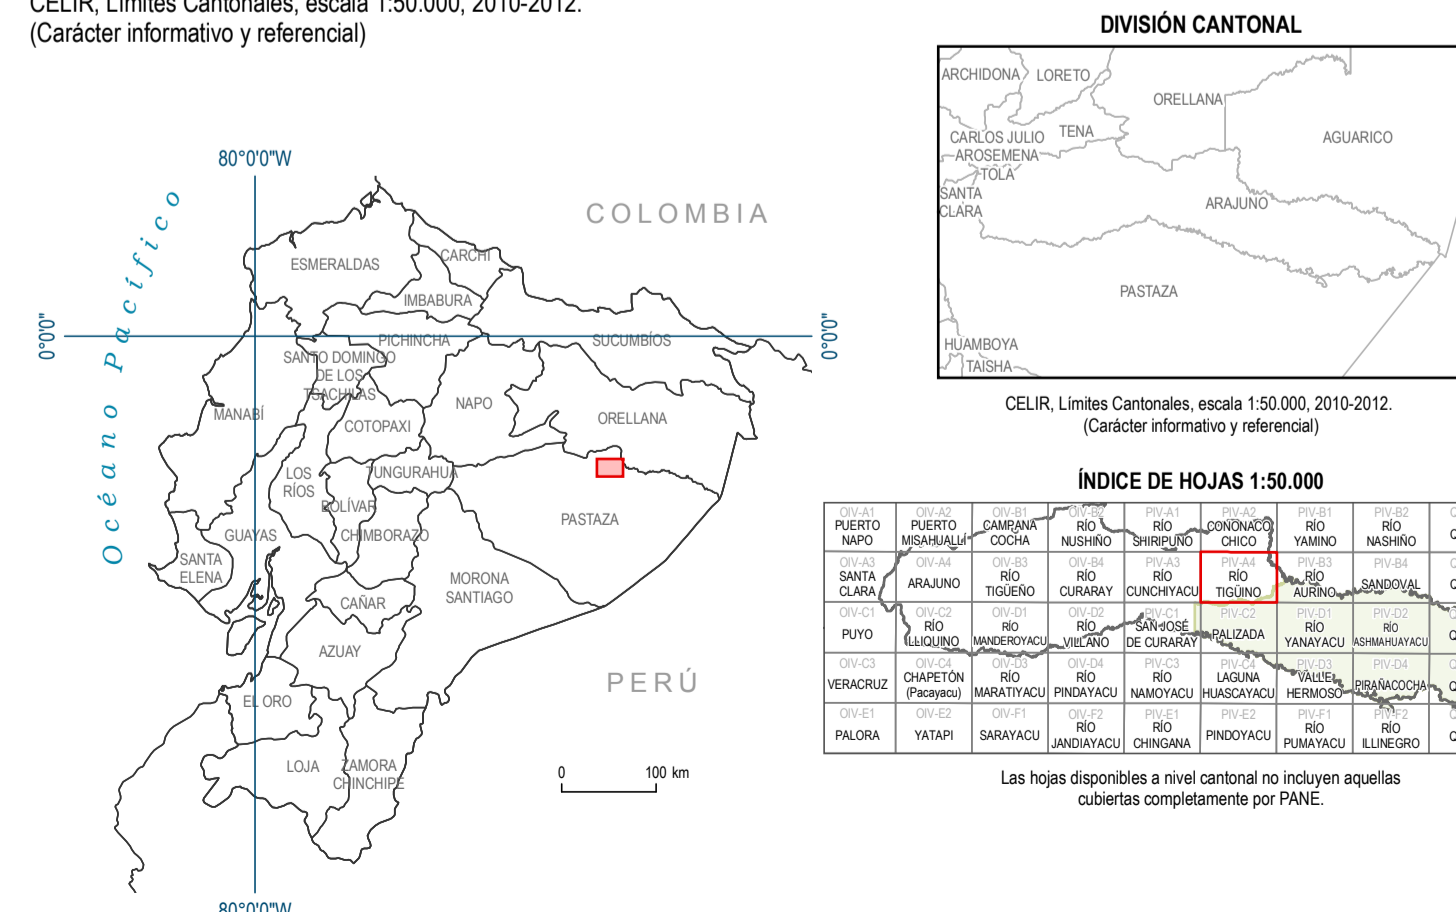 CELIR, Límites Cantonales, escala 1:50.000, 2010-2012.
(Carácter informativo y referencial)
80°0'0"W
0°0'0"
0°0'0"
80°0'0"W
Océano Pacífico
COLOMBIA
PERÚ
ESMERALDAS
CARCHI
IMBABURA
PICHINCHA
SUCUMBÍOS
SANTO DOMINGO
DE LOS
TSACHILAS
MANABÍ
NAPO
ORELLANA
COTOPAXI
LOS
RÍOS
TUNGURAHUA
BOLÍVAR
PASTAZA
GUAYAS
CHIMBORAZO
SANTA
ELENA
MORONA
SANTIAGO
CAÑAR
AZUAY
EL ORO
LOJA
ZAMORA
CHINCHIPE
0 100 km
DIVISIÓN CANTONAL
ARCHIDONA
LORETO
ORELLANA
CARLOS JULIO
AROSEMENA
TOLA
TENA
AGUARICO
SANTA
CLARA
ARAJUNO
PASTAZA
HUAMBOYA
TAISHA
CELIR, Límites Cantonales, escala 1:50.000, 2010-2012.
(Carácter informativo y referencial)
ÍNDICE DE HOJAS 1:50.000
OIV-A1 OIV-A2 OIV-B1 OIV-B2 PIV-A1 PIV-A2 PIV-B1 PIV-B2
PUERTO PUERTO CAMPANA RÍO RÍO CONONACO RÍO RÍO
NAPO MISAHUALLI COCHA NUSHIÑO SHIRIPUNO CHICO YAMINO NASHIÑO
OIV-A3 OIV-A4 OIV-B3 OIV-B4 PIV-A3 PIV-A4 PIV-B3 PIV-B4
SANTA ARAJUNO RÍO RÍO RÍO RÍO RÍO SANDOVAL
CLARA TIGÜEÑO CURARAY CUNCHIYACU TIGÜINO AURINO
OIV-C1 OIV-C2 OIV-D1 OIV-D2 PIV-C1 PIV-C2 PIV-D1 PIV-D2
PUYO RÍO RÍO RÍO SAN JOSÉ PALIZADA RÍO RÍO
LLIQUINO MANDEROYACU VILLANO DE CURARAY YANAYACU ASHMAHUAYACU
OIV-C3 OIV-C4 OIV-D3 OIV-D4 PIV-C3 PIV-C4 PIV-D3 PIV-D4
VERACRUZ CHAPETÓN RÍO RÍO RÍO LAGUNA VALLE PIRAÑACOCHA
(Pacayacu) MARATIYACU PINDAYACU NAMOYACU HUASCAYACU HERMOSO
OIV-E1 OIV-E2 OIV-F1 OIV-F2 PIV-E1 PIV-E2 PIV-F1 PIV-F2
PALORA YATAPI SARAYACU RÍO RÍO PINDOYACU RÍO RÍO
JANDIAYACU CHINGANA PUMAYACU ILLINEGRO
Las hojas disponibles a nivel cantonal no incluyen aquellas
cubiertas completamente por PANE.